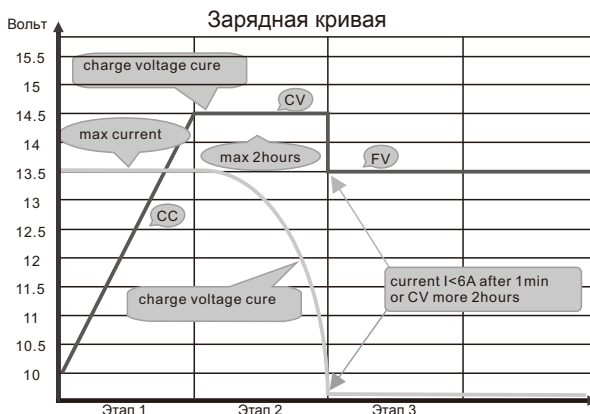 Зарядная кривая
Вольт
15.5
15
14.5
14
13.5
13
12.5
12
11.5
11
10.5
10
charge voltage cure
CV
max current
max 2hours
FV
CC
charge voltage cure
current I<6A after 1min
or CV more 2hours
Этап 1
Этап 2
Этап 3